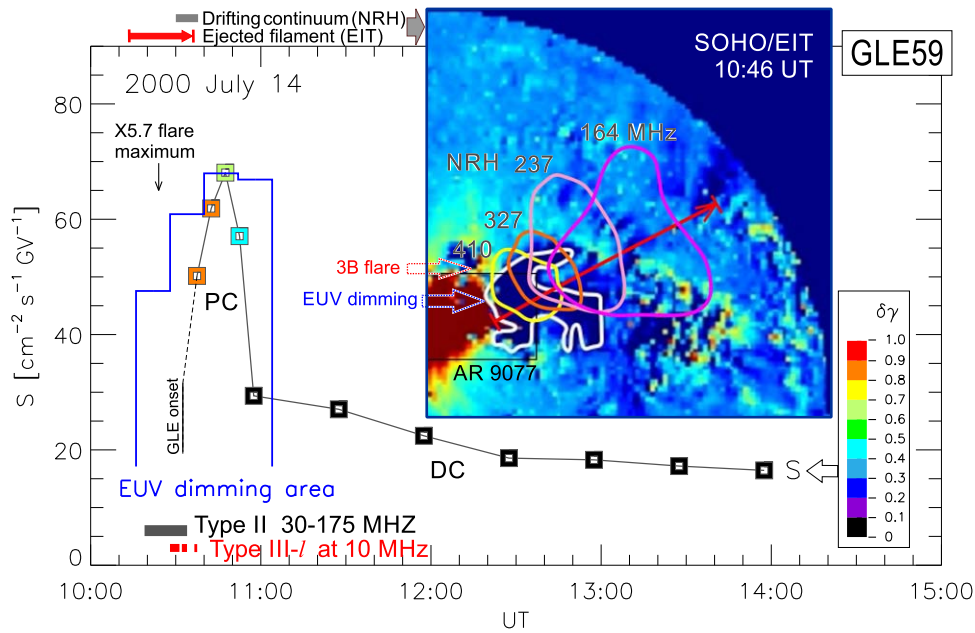 Drifting continuum (NRH)
Ejected filament (EIT)
GLE59
2000 July 14
X5.7 flare
maximum
SOHO/EIT
10:46 UT
164 MHz
NRH 237
327
410
3B flare
EUV dimming
AR 9077
PC
GLE onset
DC
S
EUV dimming area
Type II 30-175 MHZ
Type III-l at 10 MHz
S [cm⁻² s⁻¹ GV⁻¹]
80
60
40
20
0
10:00 11:00 12:00 13:00 14:00 15:00
UT
δγ
1.0
0.9
0.8
0.7
0.6
0.5
0.4
0.3
0.2
0.1
0